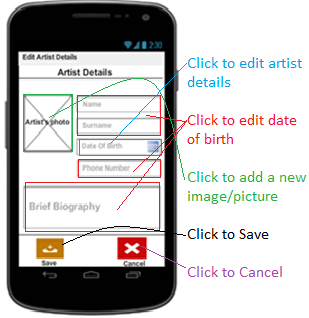 2:30
Edit Artist Details
Artist Details
Artist's photo
Name
Surname
Date Of Birth
Phone Number
Brief Biography
Save
Cancel
Click to edit artist
details
Click to edit date
of birth
Click to add a new
image/picture
Click to Save
Click to Cancel